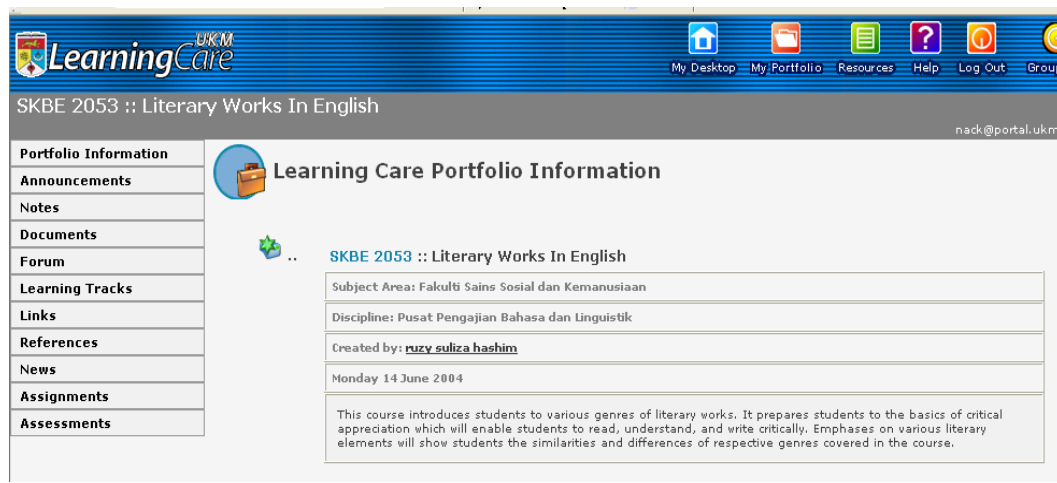 UKM
LearningCare
My Desktop My Portfolio Resources Help Log Out Group
SKBE 2053 :: Literary Works In English
nack@portal.ukm
Portfolio Information
Announcements
Notes
Documents
Forum
Learning Tracks
Links
References
News
Assignments
Assessments
Learning Care Portfolio Information
.. SKBE 2053 :: Literary Works In English
Subject Area: Fakulti Sains Sosial dan Kemanusiaan
Discipline: Pusat Pengajian Bahasa dan Linguistik
Created by: ruzy suliza hashim
Monday 14 June 2004
This course introduces students to various genres of literary works. It prepares students to the basics of critical
appreciation which will enable students to read, understand, and write critically. Emphases on various literary
elements will show students the similarities and differences of respective genres covered in the course.